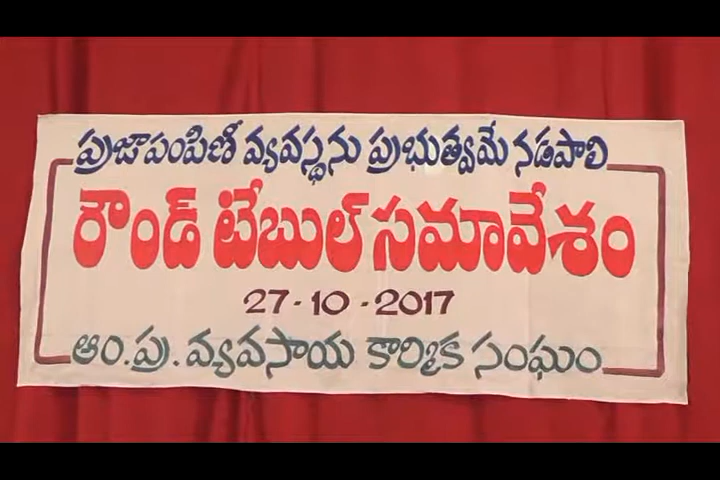 ప్రజాపంపిణీ వ్యవస్థను ప్రభుత్వమే నడపాలి
రౌండ్ టేబుల్ సమావేశం
27-10-2017
ఆం.ప్ర. వ్యవసాయ కార్మిక సంఘం